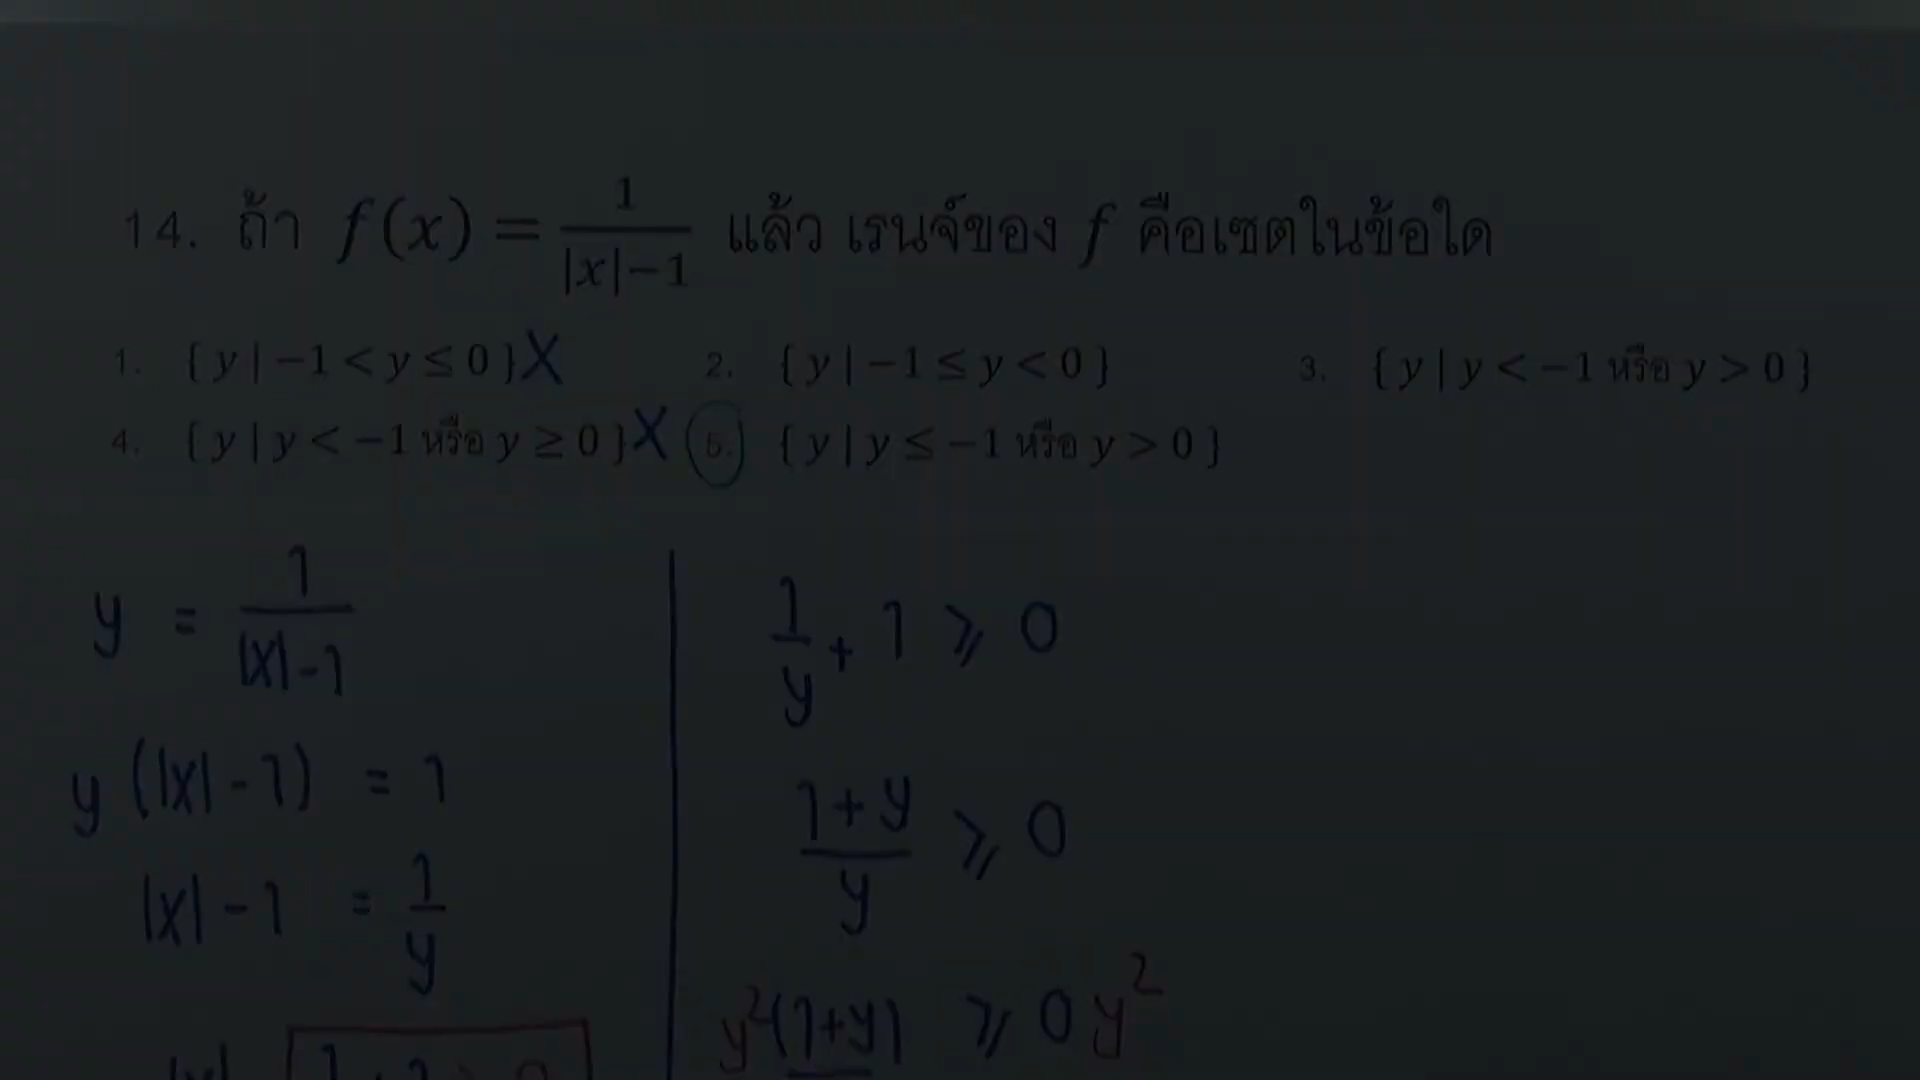 14. ถ้า f(x) = 1/(|x|−1) แล้ว เรนจ์ของ f คือเซตในข้อใด
1. { y | −1 < y ≤ 0 } X 2. { y | −1 ≤ y < 0 } 3. { y | y < −1 หรือ y > 0 }
4. { y | y < −1 หรือ y ≥ 0 } X 5. { y | y ≤ −1 หรือ y > 0 }
y = 1/(|x| - 1)
y (|x| - 1) = 1
|x| - 1 = 1/y
1/y + 1 ⩾ 0
(1 + y)/y ⩾ 0
y²(1+y) ⩾ 0 y²